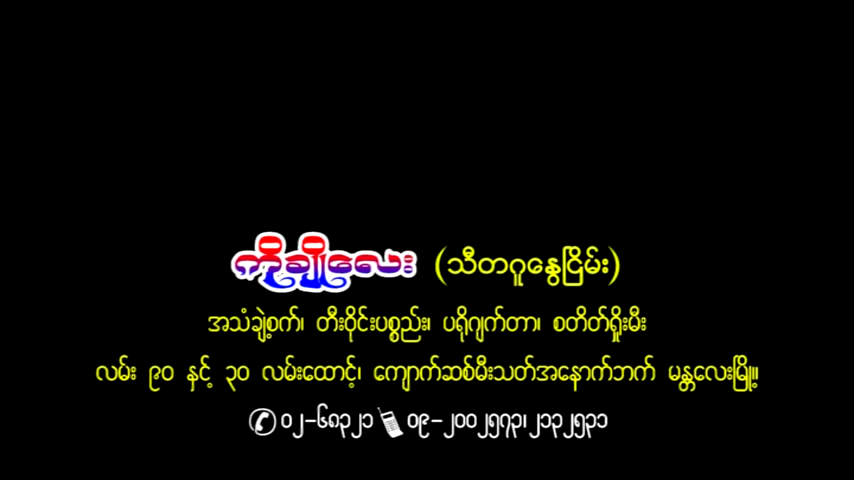 ကိုချိုလေး (သီတဂူနွေငြိမ်း)
အသံချဲ့စက်၊ တီးဝိုင်းပစ္စည်း၊ ပရိုဂျက်တာ၊ စတိတ်ရှိုးမီး
လမ်း ၉၀ နှင့် ၃၀ လမ်းထောင့်၊ ကျောက်ဆစ်မီးသတ်အနောက်ဘက် မန္တလေးမြို့။
၀၂-၆၈၃၂၁ ၀၉-၂၀၀၂၅၇၃၊၂၁၃၂၅၃၁